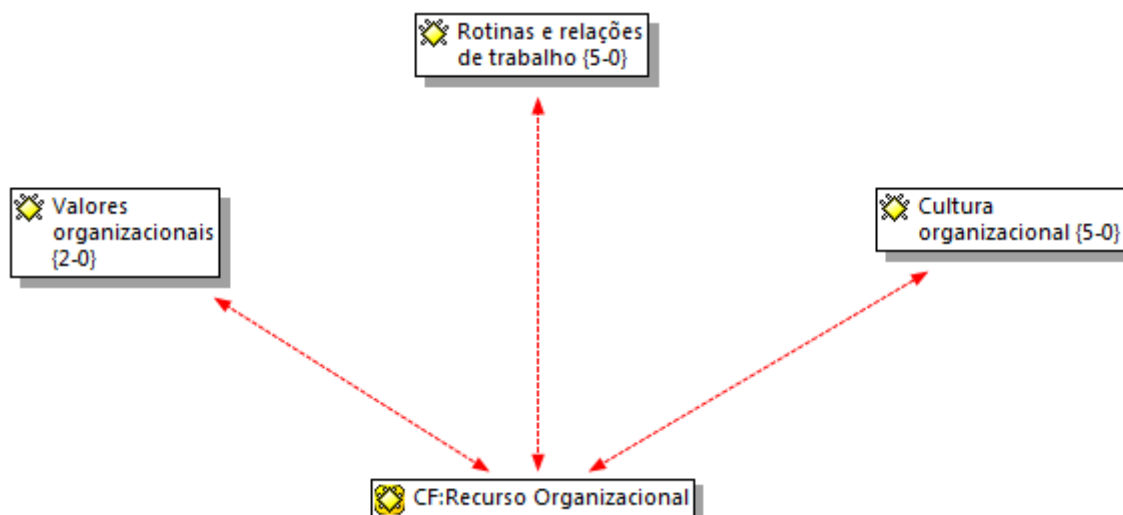 Rotinas e relações
de trabalho {5-0}
Valores
organizacionais
{2-0}
Cultura
organizacional {5-0}
CF:Recurso Organizacional